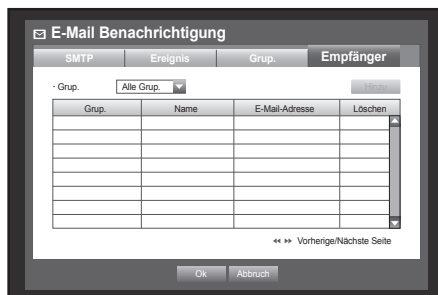 E-Mail Benachrichtigung
SMTP Ereignis Grup. Empfänger
· Grup. Alle Grup. Hinzu
Grup. Name E-Mail-Adresse Löschen
Vorherige/Nächste Seite
Ok Abbruch